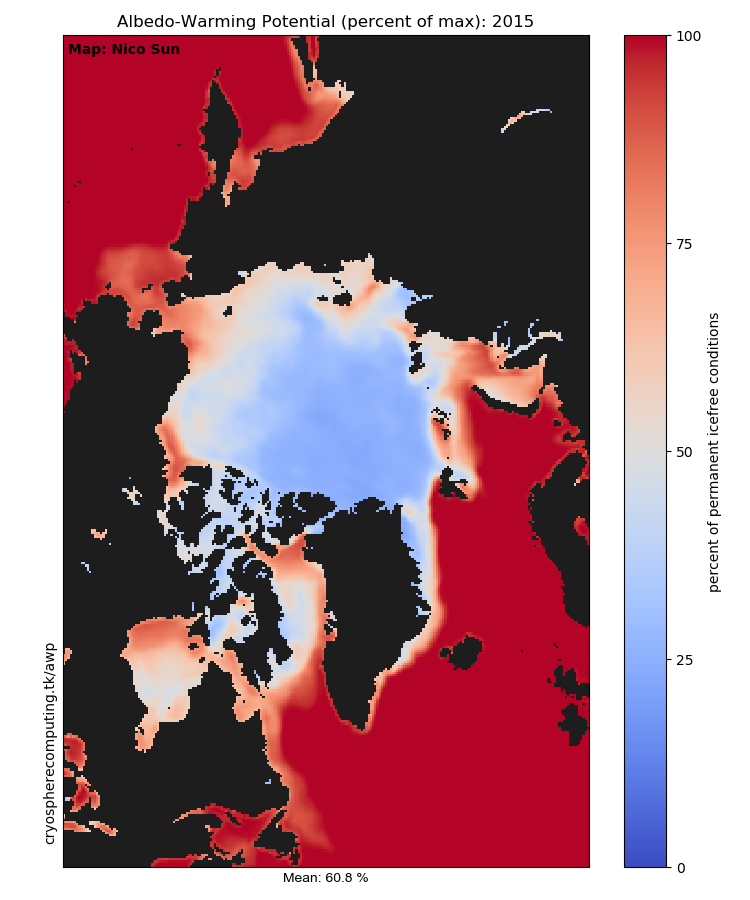 Albedo-Warming Potential (percent of max): 2015
Map: Nico Sun
100
75
50
25
0
percent of permanent icefree conditions
cryospherecomputing.tk/awp
Mean: 60.8 %